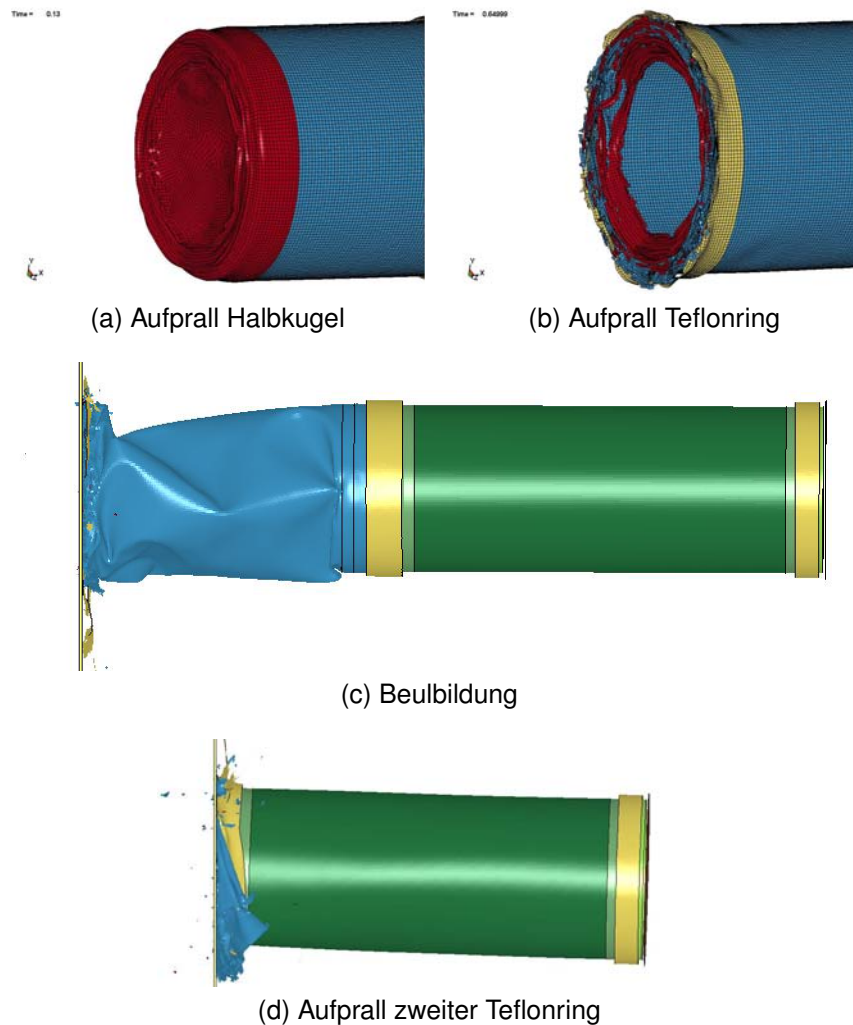 Time = 0.13
Time = 0.64999
Y
X
Z
Y
X
Z
(a) Aufprall Halbkugel
(b) Aufprall Teflonring
(c) Beulbildung
(d) Aufprall zweiter Teflonring